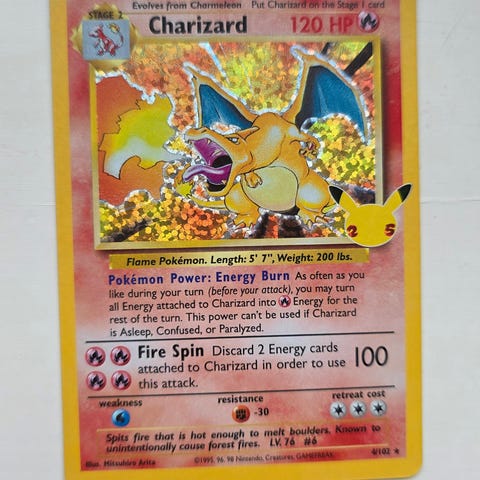 Evolves from Charmeleon Put Charizard on the Stage 1 card
STAGE 2
Charizard 120 HP
2 5
Flame Pokémon. Length: 5' 7", Weight: 200 lbs.
Pokémon Power: Energy Burn As often as you
like during your turn (before your attack), you may turn
all Energy attached to Charizard into Energy for the
rest of the turn. This power can't be used if Charizard
is Asleep, Confused, or Paralyzed.
Fire Spin Discard 2 Energy cards
attached to Charizard in order to use 100
this attack.
weakness resistance retreat cost
-30
Spits fire that is hot enough to melt boulders. Known to
unintentionally cause forest fires. LV. 76 #6
Illus. Mitsuhiro Arita ©1995, 96, 98 Nintendo, Creatures, GAMEFREAK. 4/102 ★